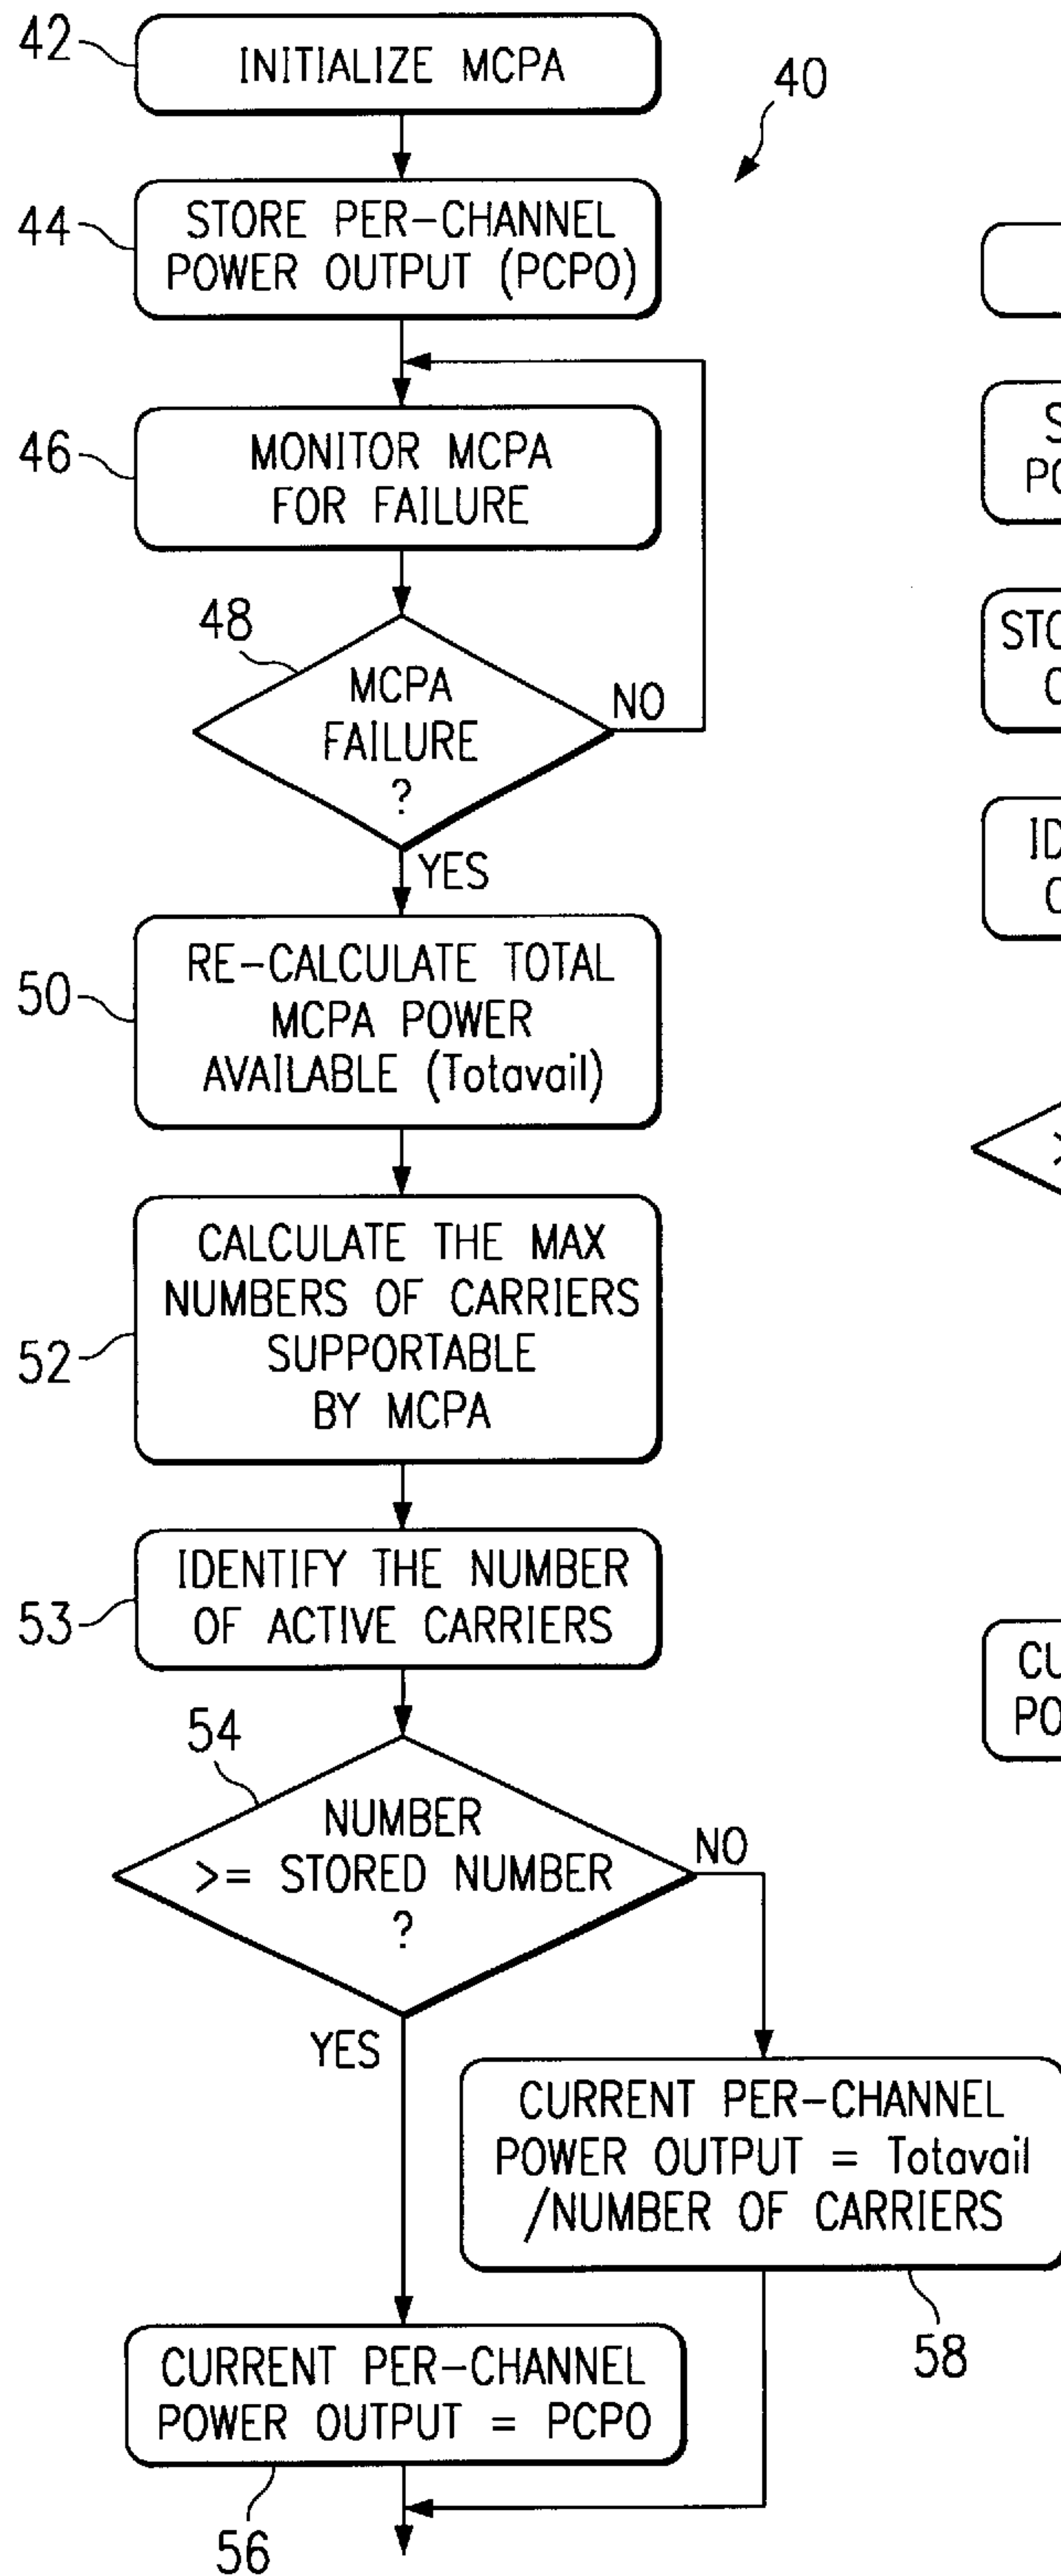 42
INITIALIZE MCPA
40
44
STORE PER-CHANNEL
POWER OUTPUT (PCPO)
46
MONITOR MCPA
FOR FAILURE
48
MCPA
FAILURE
?
NO
YES
50
RE-CALCULATE TOTAL
MCPA POWER
AVAILABLE (Totavail)
52
CALCULATE THE MAX
NUMBERS OF CARRIERS
SUPPORTABLE
BY MCPA
53
IDENTIFY THE NUMBER
OF ACTIVE CARRIERS
54
NUMBER
>= STORED NUMBER
?
NO
YES
CURRENT PER-CHANNEL
POWER OUTPUT = Totavail
/NUMBER OF CARRIERS
58
CURRENT PER-CHANNEL
POWER OUTPUT = PCPO
56